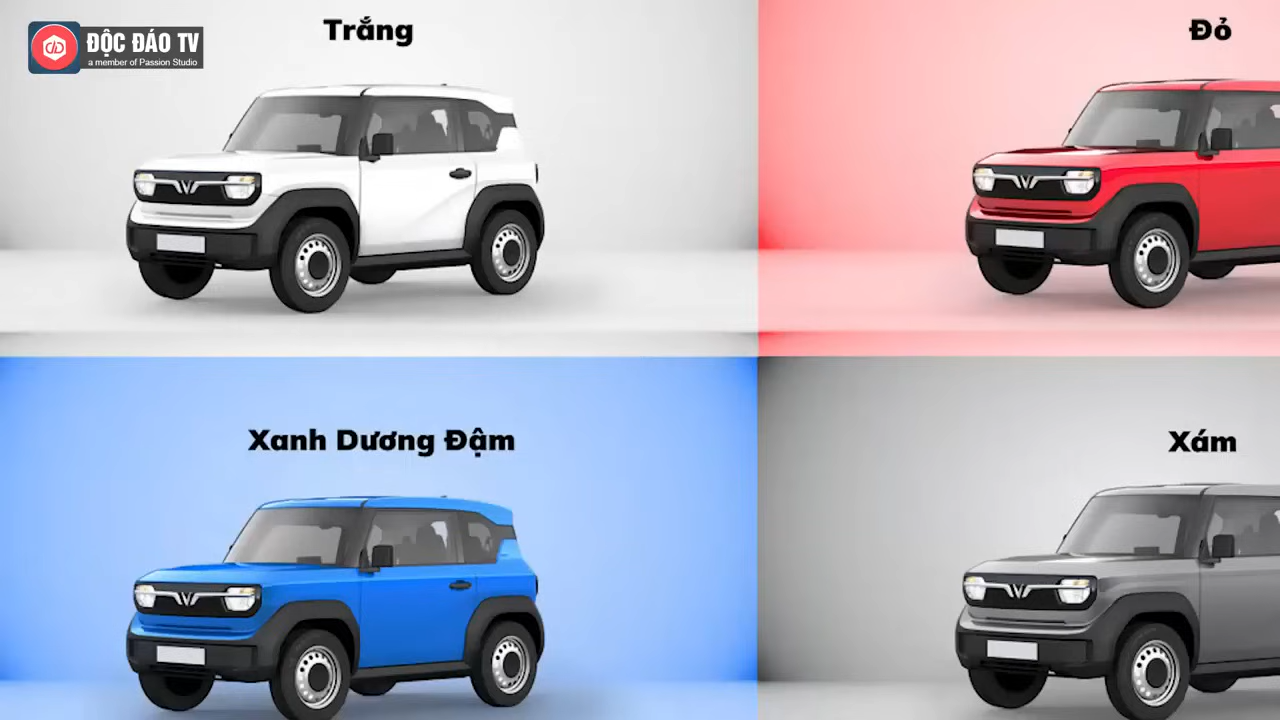 ĐỘC ĐÁO TV
a member of Passion Studio
Trắng
Đỏ
Xanh Dương Đậm
Xám